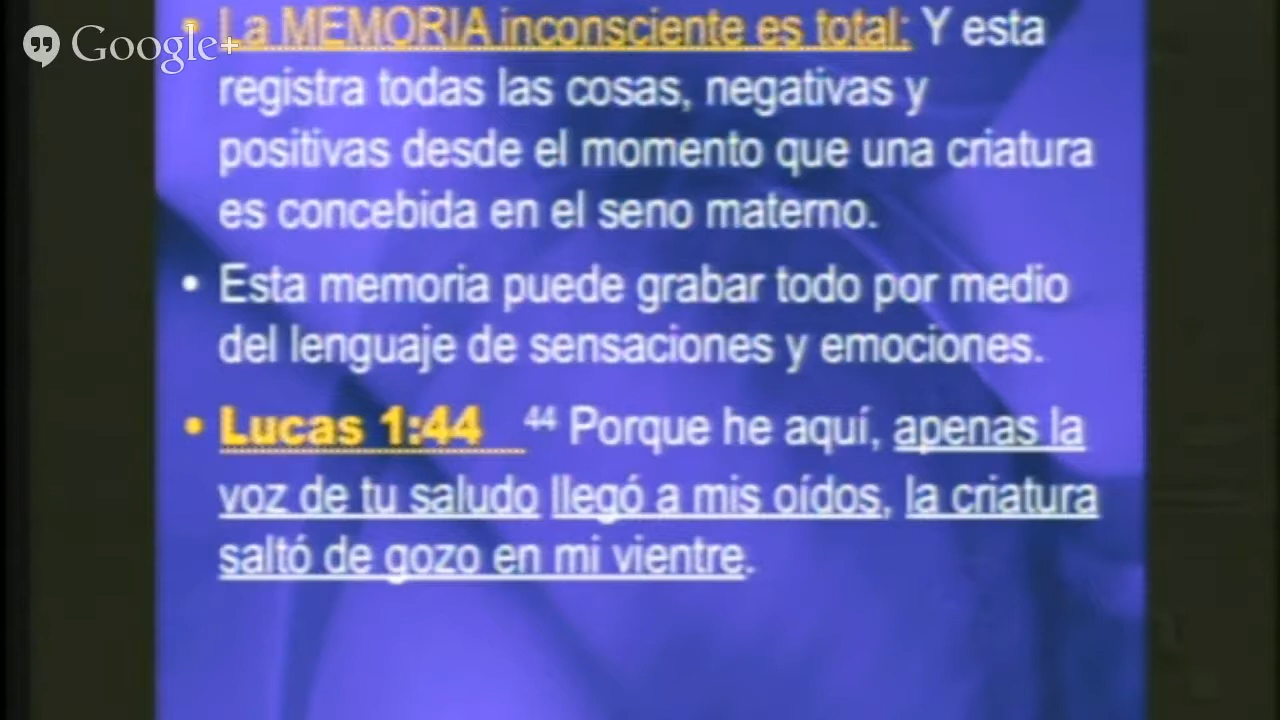 Google+
• La MEMORIA inconsciente es total: Y esta
registra todas las cosas, negativas y
positivas desde el momento que una criatura
es concebida en el seno materno.
• Esta memoria puede grabar todo por medio
del lenguaje de sensaciones y emociones.
• Lucas 1:44 44 Porque he aquí, apenas la
voz de tu saludo llegó a mis oídos, la criatura
saltó de gozo en mi vientre.